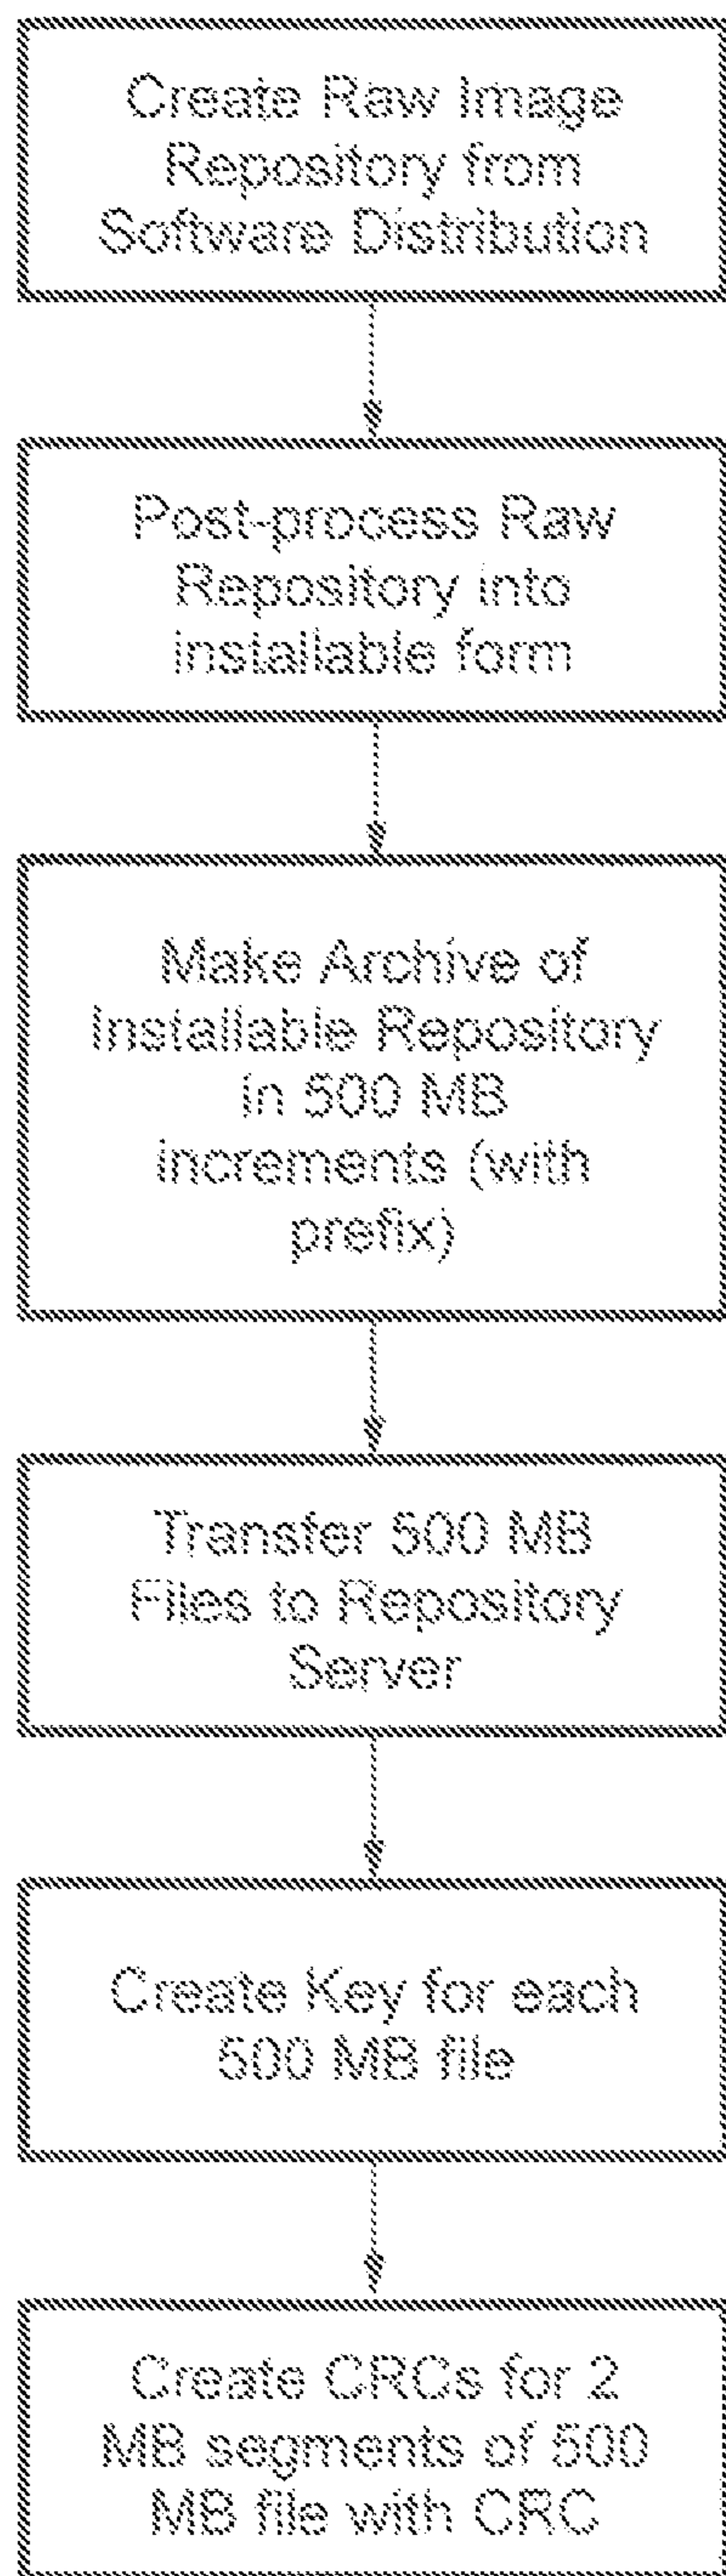 Create Raw Image
Repository from
Software Distribution
Post-process Raw
Repository into
installable form
Make Archive of
Installable Repository
in 500 MB
increments (with
prefix)
Transfer 500 MB
Files to Repository
Server
Create Key for each
500 MB file
Create CRCs for 2
MB segments of 500
MB file with CRC